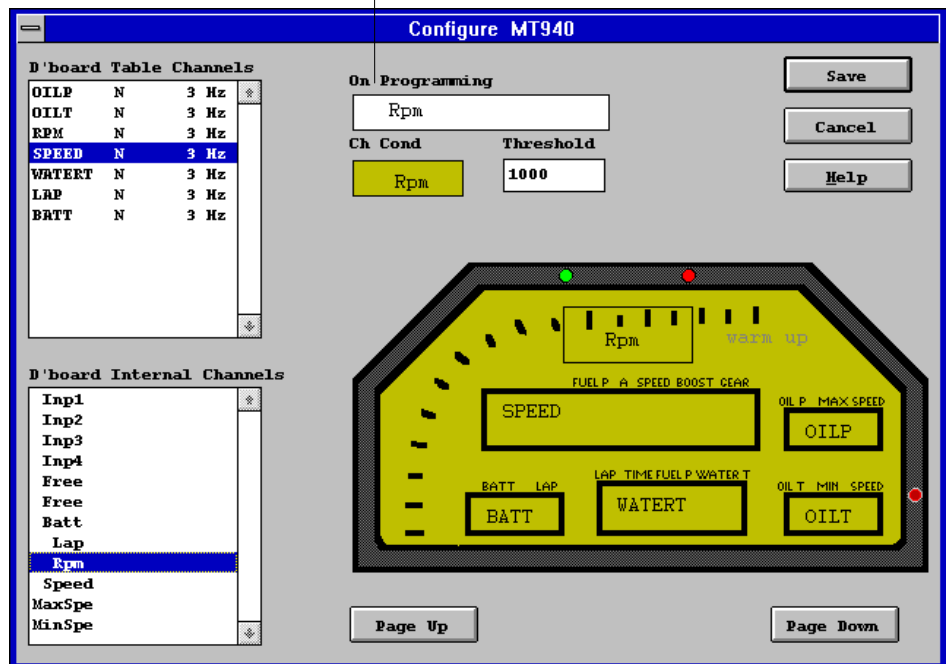 Configure MT940
D'board Table Channels
OILP N 3 Hz
OILT N 3 Hz
RPM N 3 Hz
SPEED N 3 Hz
WATERT N 3 Hz
LAP N 3 Hz
BATT N 3 Hz
D'board Internal Channels
Inp1
Inp2
Inp3
Inp4
Free
Free
Batt
Lap
Rpm
Speed
MaxSpe
MinSpe
On Programming
Rpm
Ch Cond Threshold
Rpm 1000
Save
Cancel
Help
Rpm
warm up
FUEL P A SPEED BOOST GEAR
SPEED
OIL P MAX SPEED
OILP
BATT LAP
BATT
LAP TIME FUEL P WATER T
WATERT
OIL T MIN SPEED
OILT
Page Up
Page Down